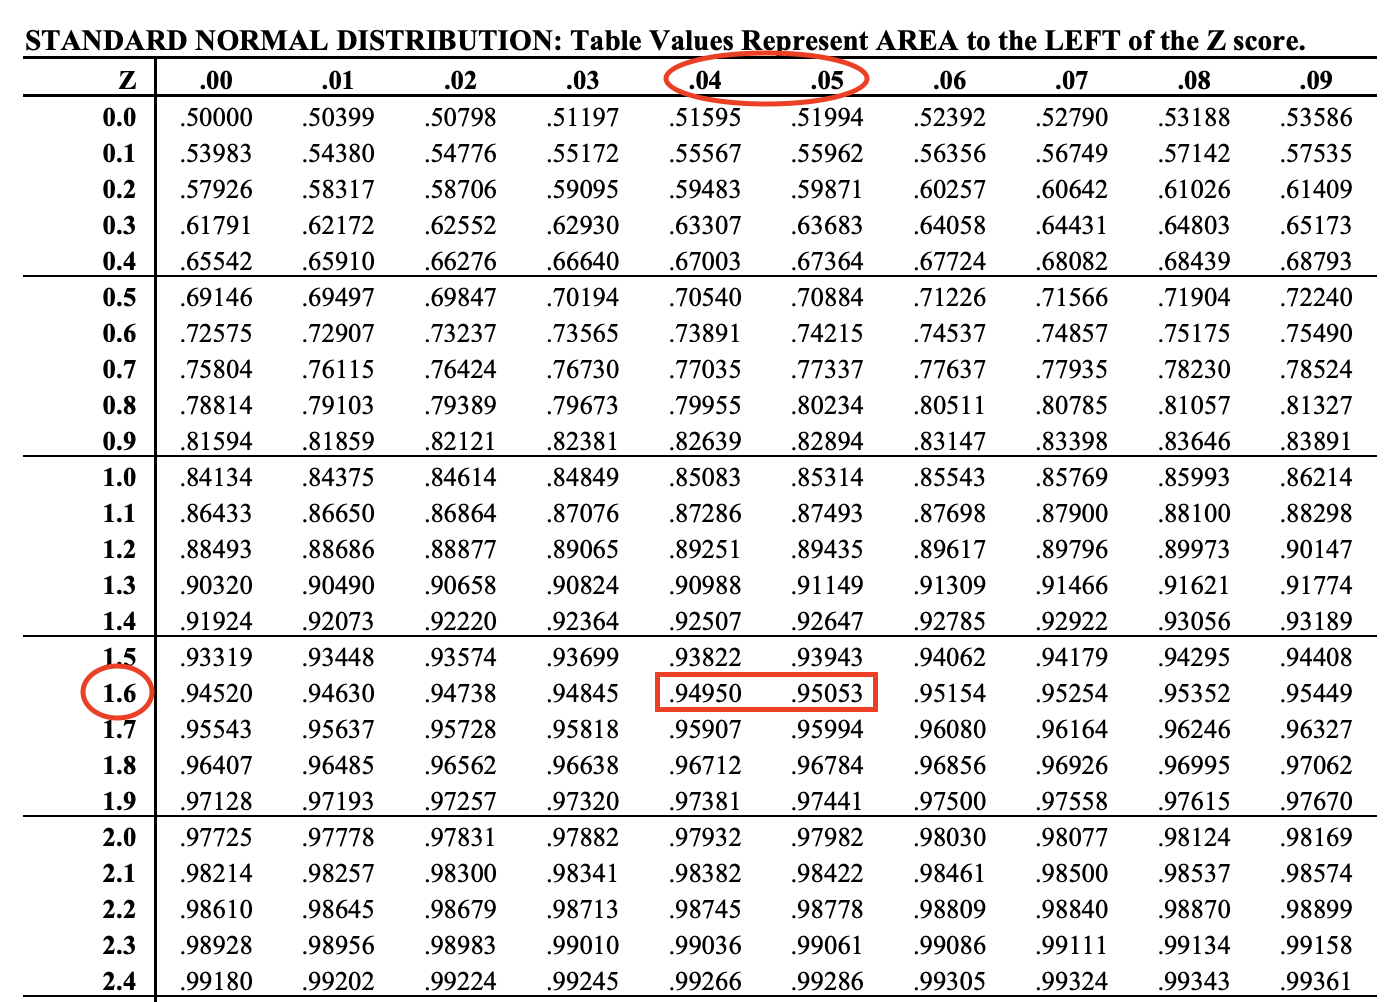 STANDARD NORMAL DISTRIBUTION: Table Values Represent AREA to the LEFT of the Z score.
Z .00 .01 .02 .03 .04 .05 .06 .07 .08 .09
0.0 .50000 .50399 .50798 .51197 .51595 .51994 .52392 .52790 .53188 .53586
0.1 .53983 .54380 .54776 .55172 .55567 .55962 .56356 .56749 .57142 .57535
0.2 .57926 .58317 .58706 .59095 .59483 .59871 .60257 .60642 .61026 .61409
0.3 .61791 .62172 .62552 .62930 .63307 .63683 .64058 .64431 .64803 .65173
0.4 .65542 .65910 .66276 .66640 .67003 .67364 .67724 .68082 .68439 .68793
0.5 .69146 .69497 .69847 .70194 .70540 .70884 .71226 .71566 .71904 .72240
0.6 .72575 .72907 .73237 .73565 .73891 .74215 .74537 .74857 .75175 .75490
0.7 .75804 .76115 .76424 .76730 .77035 .77337 .77637 .77935 .78230 .78524
0.8 .78814 .79103 .79389 .79673 .79955 .80234 .80511 .80785 .81057 .81327
0.9 .81594 .81859 .82121 .82381 .82639 .82894 .83147 .83398 .83646 .83891
1.0 .84134 .84375 .84614 .84849 .85083 .85314 .85543 .85769 .85993 .86214
1.1 .86433 .86650 .86864 .87076 .87286 .87493 .87698 .87900 .88100 .88298
1.2 .88493 .88686 .88877 .89065 .89251 .89435 .89617 .89796 .89973 .90147
1.3 .90320 .90490 .90658 .90824 .90988 .91149 .91309 .91466 .91621 .91774
1.4 .91924 .92073 .92220 .92364 .92507 .92647 .92785 .92922 .93056 .93189
1.5 .93319 .93448 .93574 .93699 .93822 .93943 .94062 .94179 .94295 .94408
1.6 .94520 .94630 .94738 .94845 .94950 .95053 .95154 .95254 .95352 .95449
1.7 .95543 .95637 .95728 .95818 .95907 .95994 .96080 .96164 .96246 .96327
1.8 .96407 .96485 .96562 .96638 .96712 .96784 .96856 .96926 .96995 .97062
1.9 .97128 .97193 .97257 .97320 .97381 .97441 .97500 .97558 .97615 .97670
2.0 .97725 .97778 .97831 .97882 .97932 .97982 .98030 .98077 .98124 .98169
2.1 .98214 .98257 .98300 .98341 .98382 .98422 .98461 .98500 .98537 .98574
2.2 .98610 .98645 .98679 .98713 .98745 .98778 .98809 .98840 .98870 .98899
2.3 .98928 .98956 .98983 .99010 .99036 .99061 .99086 .99111 .99134 .99158
2.4 .99180 .99202 .99224 .99245 .99266 .99286 .99305 .99324 .99343 .99361